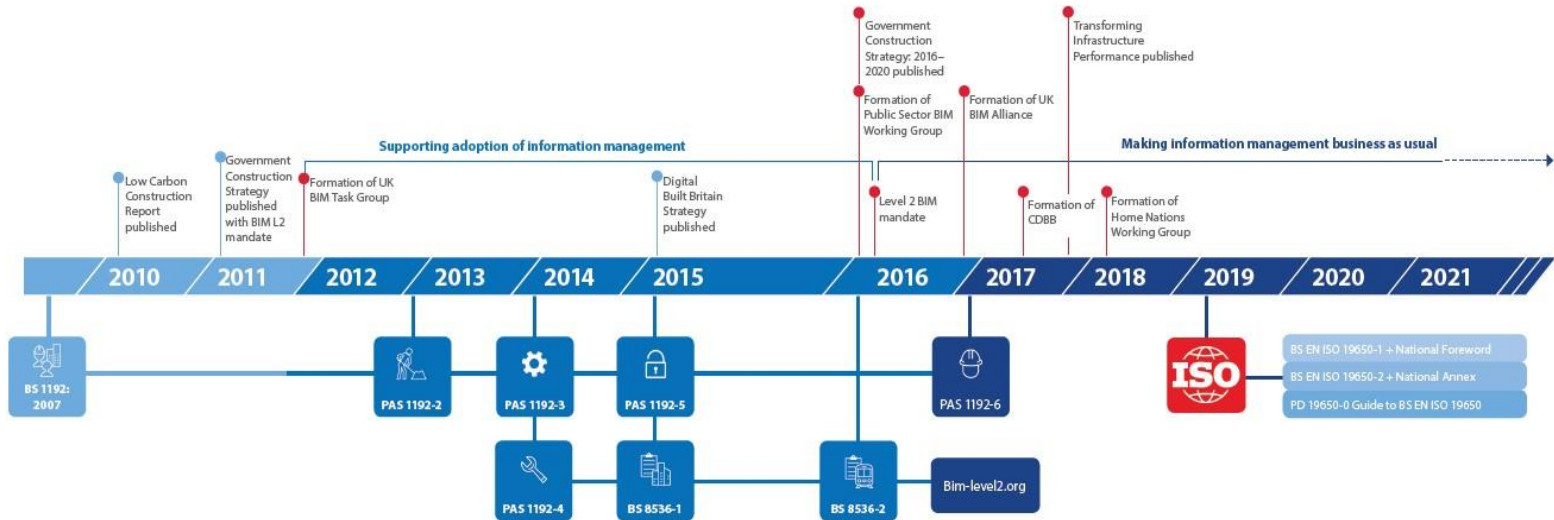 Government
Construction
Strategy: 2016–
2020 published
Transforming
Infrastructure
Performance published
Formation of
Public Sector BIM
Working Group
Formation of UK
BIM Alliance
Supporting adoption of information management
Making information management business as usual
Low Carbon
Construction
Report
published
Government
Construction
Strategy
published
with BIM L2
mandate
Formation of UK
BIM Task Group
Digital
Built Britain
Strategy
published
Level 2 BIM
mandate
Formation of
CDBB
Formation of
Home Nations
Working Group
2010
2011
2012
2013
2014
2015
2016
2017
2018
2019
2020
2021
BS 1192:
2007
PAS 1192-2
PAS 1192-3
PAS 1192-5
PAS 1192-6
ISO
BS EN ISO 19650-1 + National Foreword
BS EN ISO 19650-2 + National Annex
PD 19650-0 Guide to BS EN ISO 19650
PAS 1192-4
BS 8536-1
BS 8536-2
Bim-level2.org